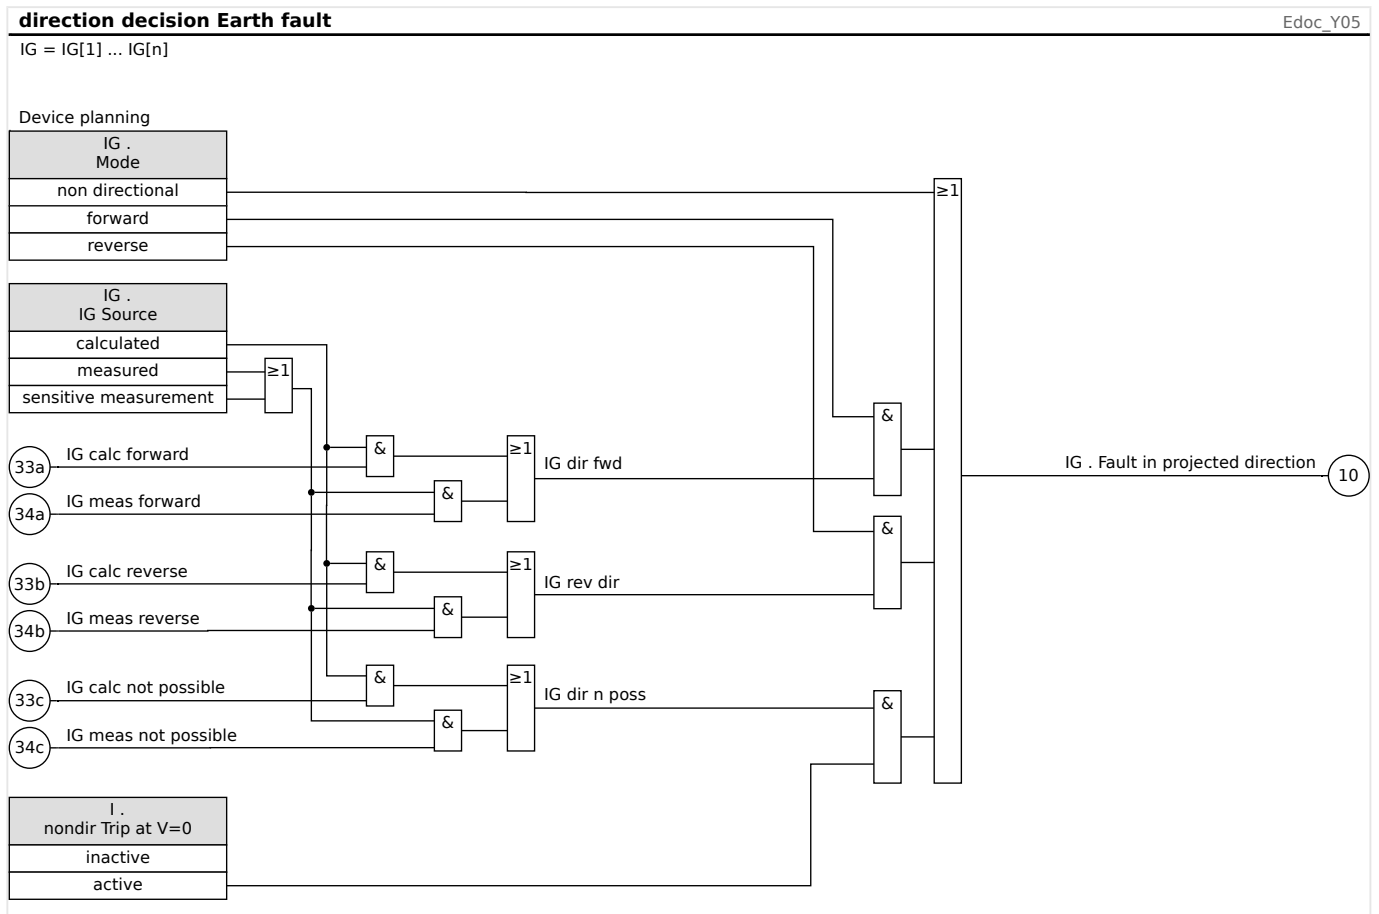 direction decision Earth fault
Edoc_Y05
IG = IG[1] ... IG[n]
Device planning
IG .
Mode
non directional
forward
reverse
≥1
IG .
IG Source
calculated
measured
sensitive measurement
≥1
&
33a
IG calc forward
&
≥1
IG dir fwd
IG . Fault in projected direction
10
34a
IG meas forward
&
&
33b
IG calc reverse
&
≥1
IG rev dir
34b
IG meas reverse
&
33c
IG calc not possible
&
≥1
IG dir n poss
&
34c
IG meas not possible
&
I .
nondir Trip at V=0
inactive
active